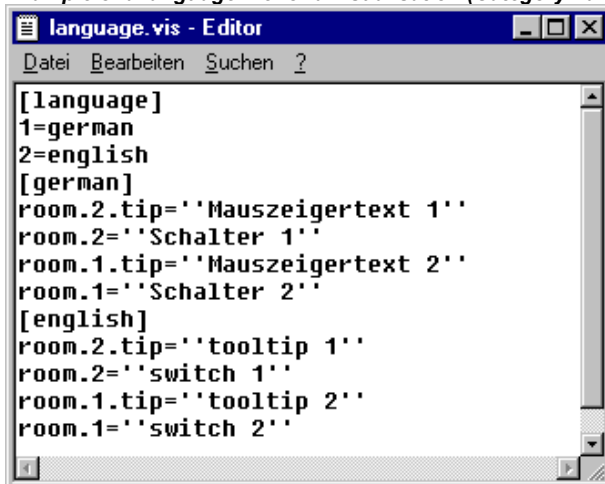 language.vis - Editor
Datei Bearbeiten Suchen ?
[language]
1=german
2=english
[german]
room.2.tip=''Mauszeigertext 1''
room.2=''Schalter 1''
room.1.tip=''Mauszeigertext 2''
room.1=''Schalter 2''
[english]
room.2.tip=''tooltip 1''
room.2=''switch 1''
room.1.tip=''tooltip 2''
room.1=''switch 2''